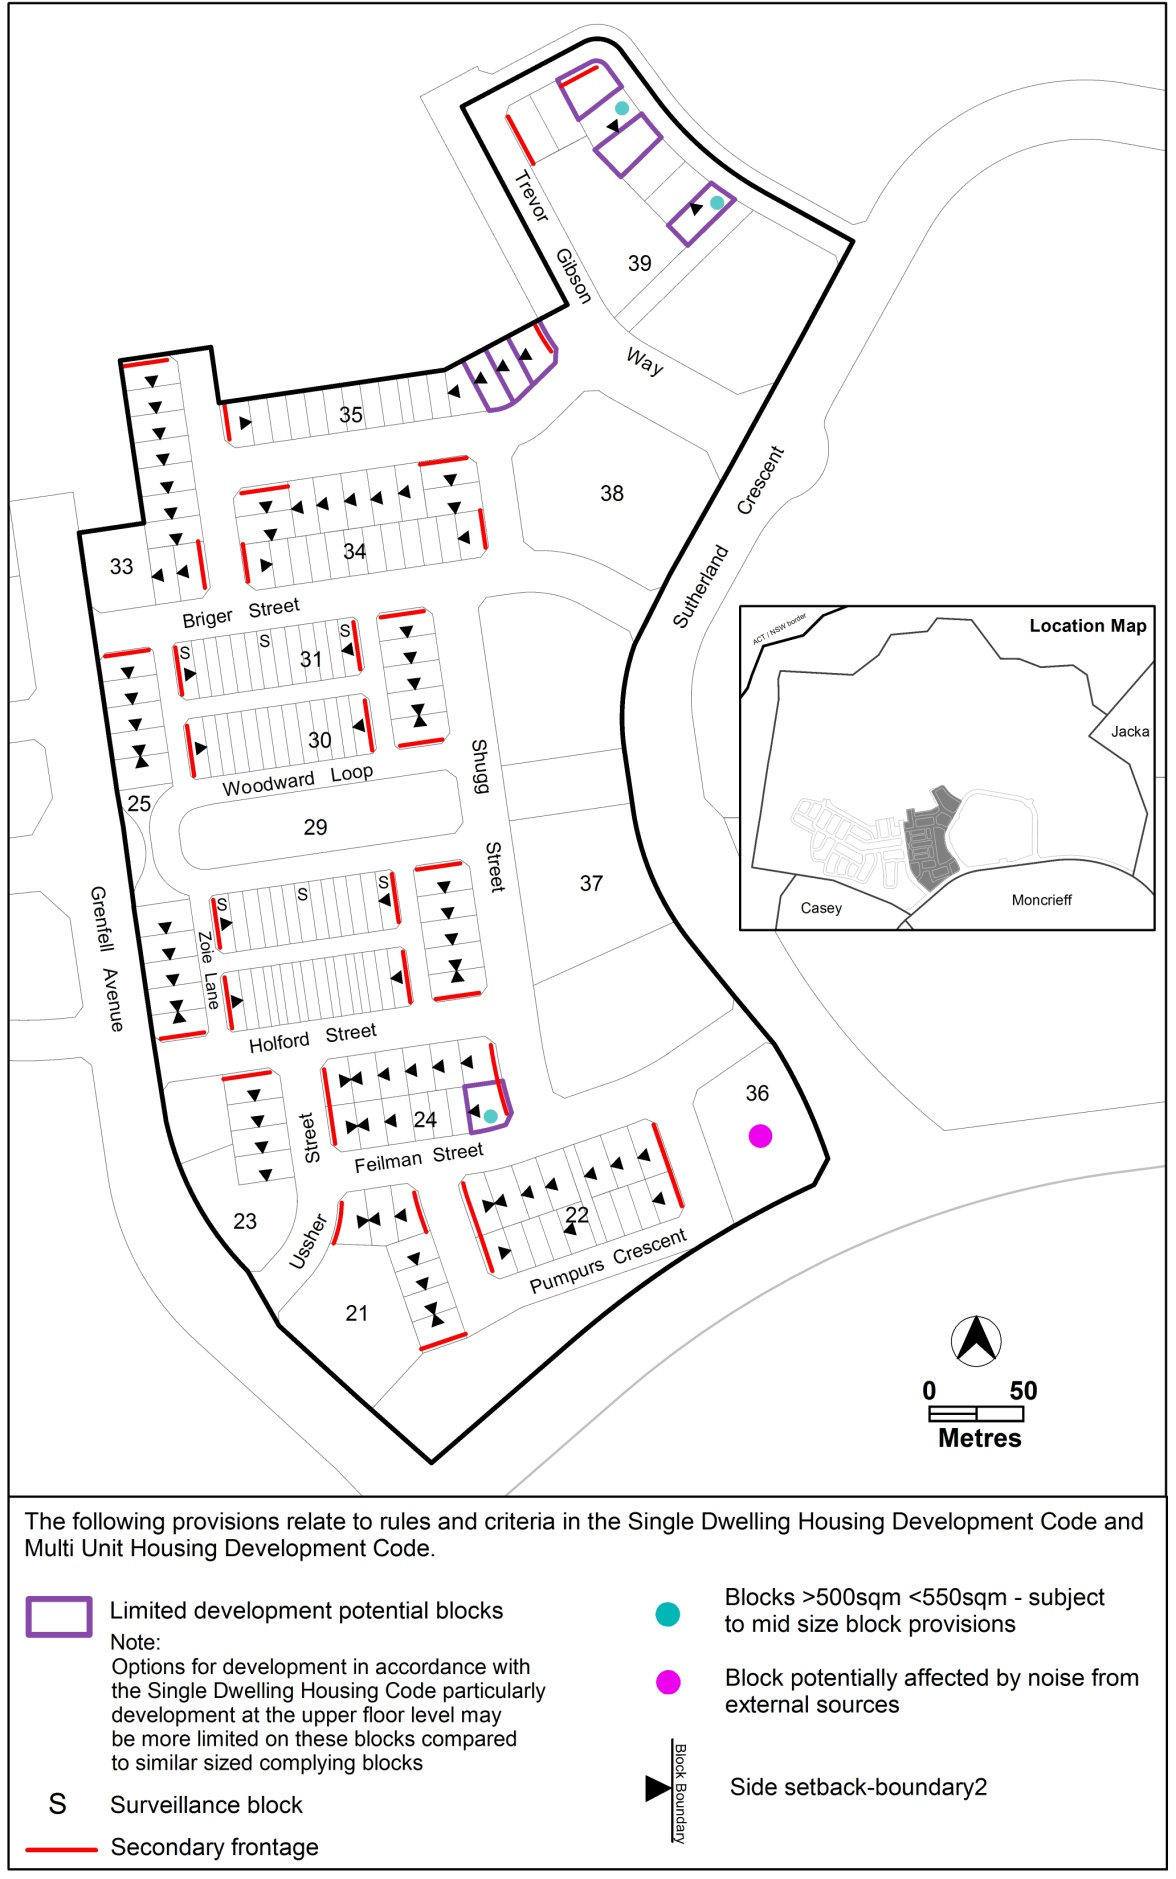 Trevor
Gibson
Way
39
35
38
33
34
Briger Street
Sutherland
Crescent
S
S
S
31
30
Woodward Loop
25
29
Shugg
Street
37
S
S
S
Zoie Lane
Grenfell Avenue
Holford Street
36
24
Feilman Street
Ussher
Street
23
22
21
Pumpurs Crescent
ACT / NSW border
Location Map
Jacka
Casey
Moncrieff
0 50
Metres
The following provisions relate to rules and criteria in the Single Dwelling Housing Development Code and
Multi Unit Housing Development Code.
Limited development potential blocks
Note:
Options for development in accordance with
the Single Dwelling Housing Code particularly
development at the upper floor level may
be more limited on these blocks compared
to similar sized complying blocks
S Surveillance block
Secondary frontage
Blocks >500sqm <550sqm - subject
to mid size block provisions
Block potentially affected by noise from
external sources
Block Boundary
Side setback-boundary2